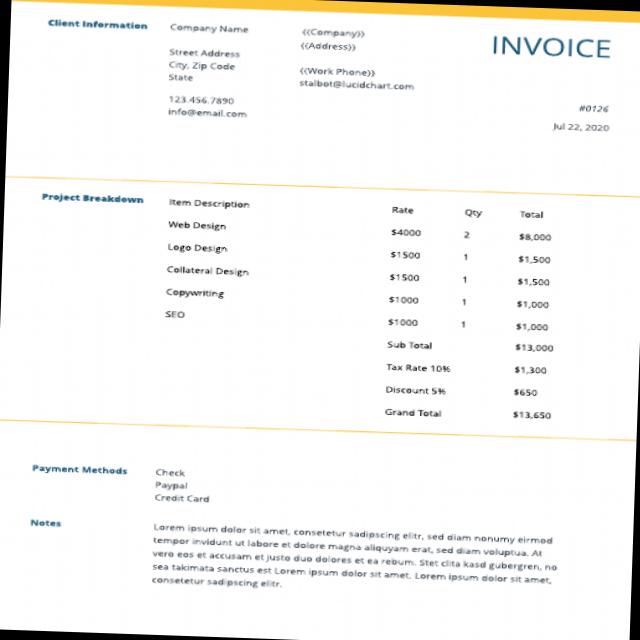 Client Information
Company Name
Street Address
City, Zip Code
State
123.456.7890
info@email.com
{{Company}}
{{Address}}
{{Work Phone}}
stalbot@lucidchart.com
INVOICE
#0126
Jul 22, 2020
Project Breakdown
Item Description Rate Qty Total
Web Design $4000 2 $8,000
Logo Design $1500 1 $1,500
Collateral Design $1500 1 $1,500
Copywriting $1000 1 $1,000
SEO $1000 1 $1,000
Sub Total $13,000
Tax Rate 10% $1,300
Discount 5% $650
Grand Total $13,650
Payment Methods
Check
Paypal
Credit Card
Notes
Lorem ipsum dolor sit amet, consetetur sadipscing elitr, sed diam nonumy eirmod
tempor invidunt ut labore et dolore magna aliquyam erat, sed diam voluptua. At
vero eos et accusam et justo duo dolores et ea rebum. Stet clita kasd gubergren, no
sea takimata sanctus est Lorem ipsum dolor sit amet. Lorem ipsum dolor sit amet,
consetetur sadipscing elitr.